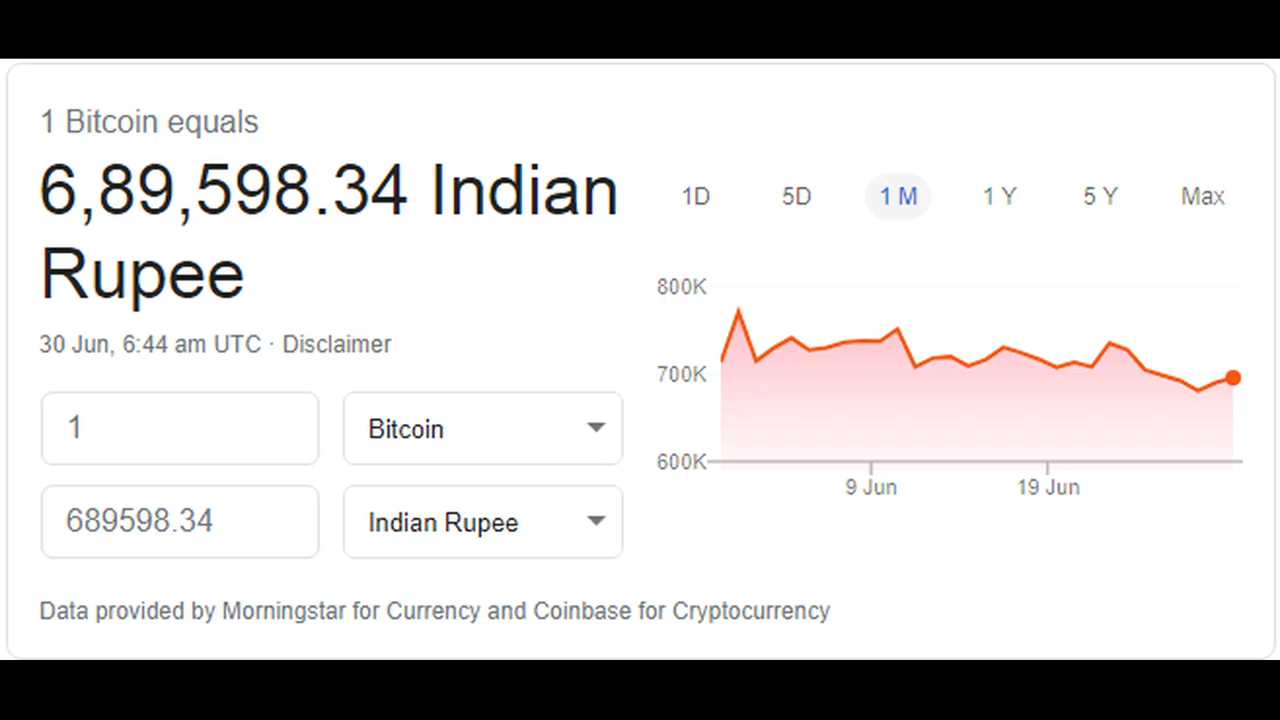 1 Bitcoin equals
6,89,598.34 Indian
Rupee
30 Jun, 6:44 am UTC · Disclaimer
1
Bitcoin
689598.34
Indian Rupee
1D 5D 1 M 1 Y 5 Y Max
800K
700K
600K
9 Jun 19 Jun
Data provided by Morningstar for Currency and Coinbase for Cryptocurrency